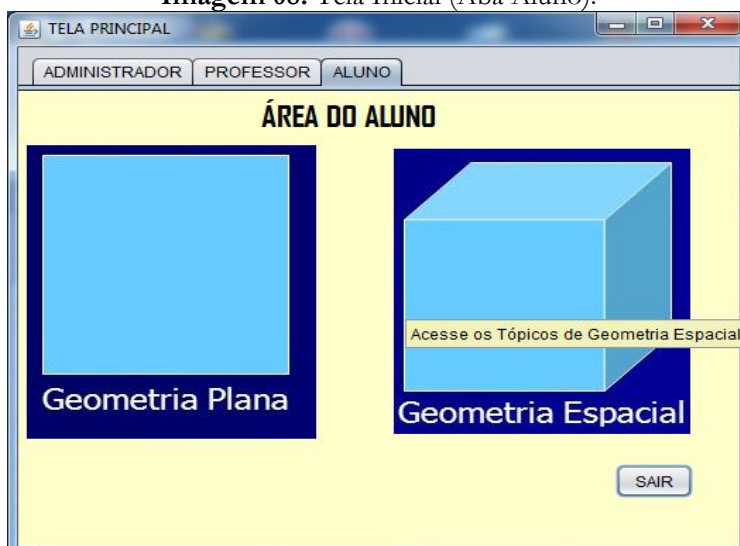 Imagem 08: Tela Inicial (Aba Aluno).
TELA PRINCIPAL
ADMINISTRADOR PROFESSOR ALUNO
ÁREA DO ALUNO
Acesse os Tópicos de Geometria Espacial
Geometria Plana
Geometria Espacial
SAIR